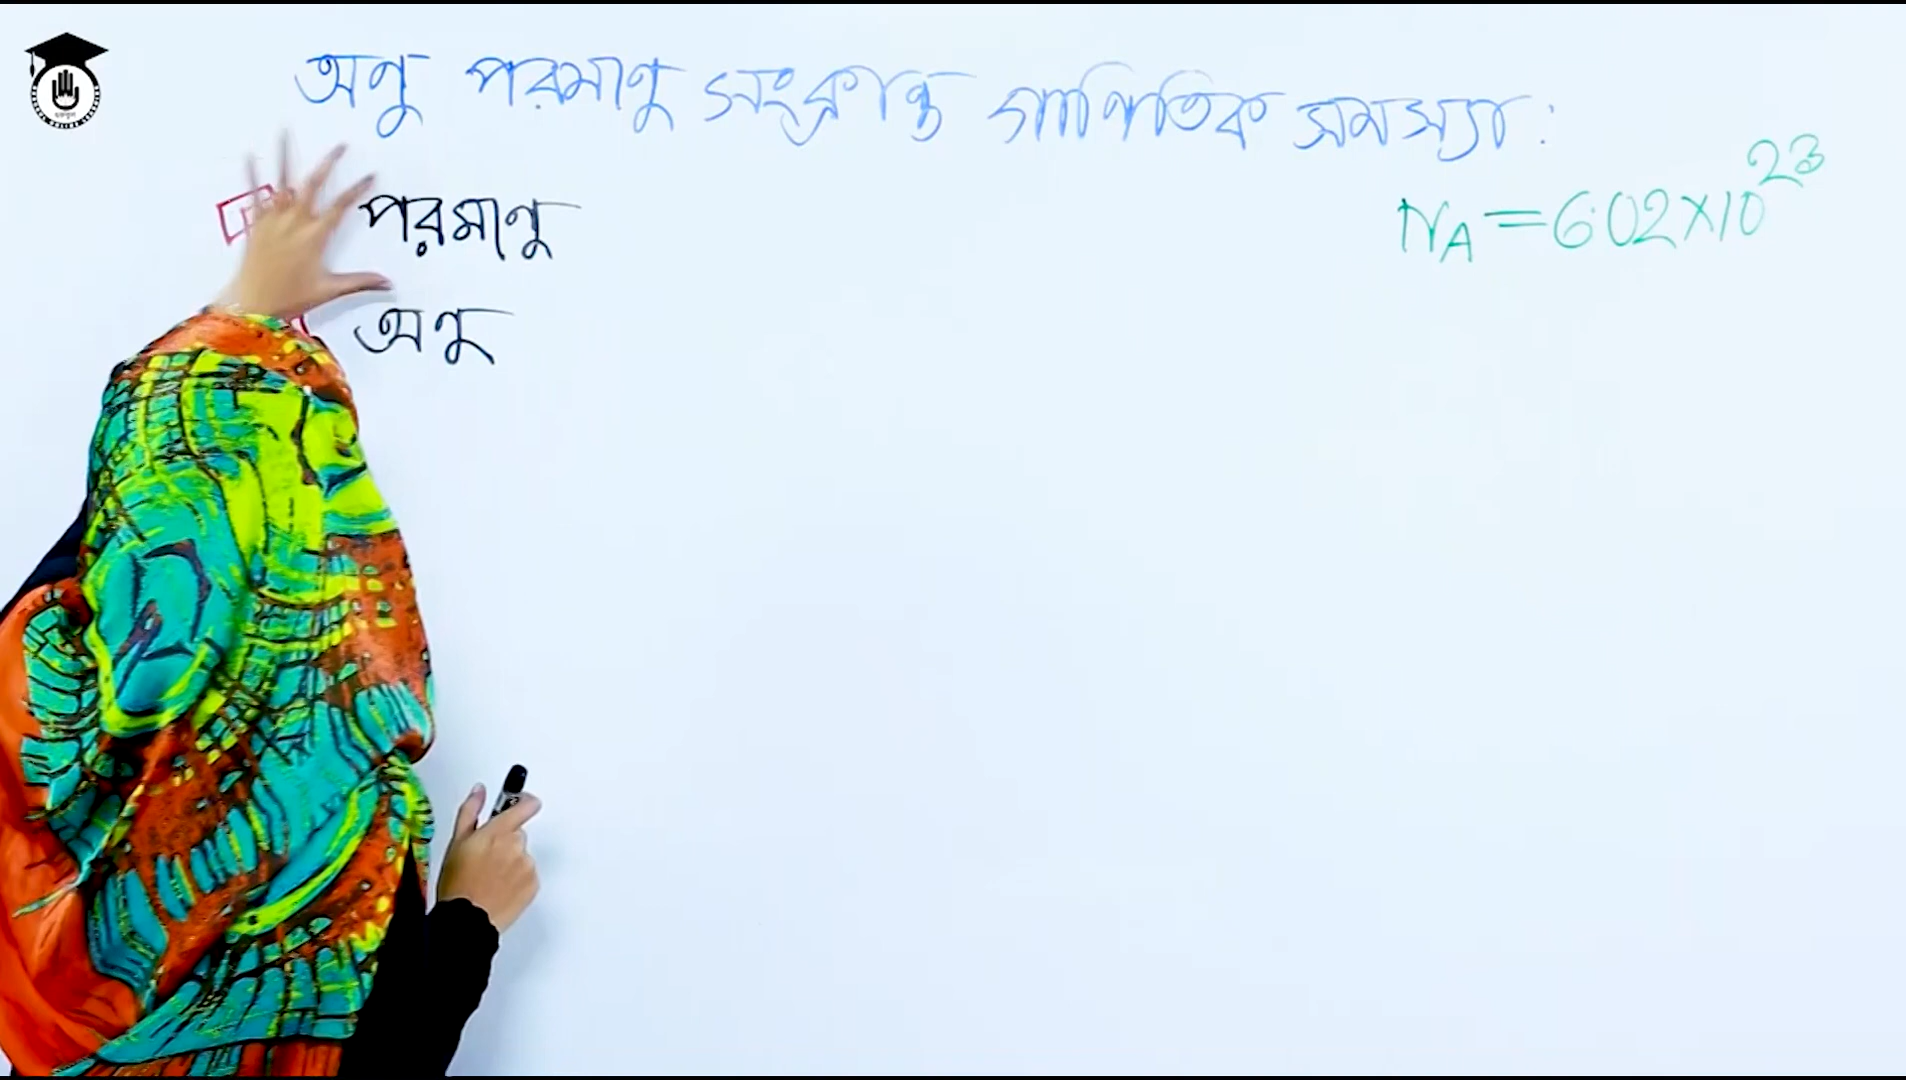 অণু পরমাণু সংক্রান্ত গাণিতিক সমস্যা :
পরমাণু
অণু
NA = 6.02×10²³